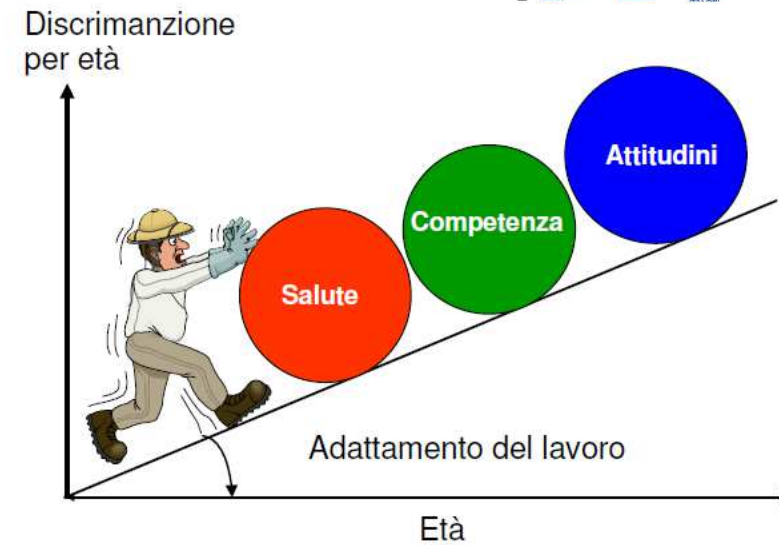 Discrimanzione
per età
Attitudini
Competenza
Salute
Adattamento del lavoro
Età